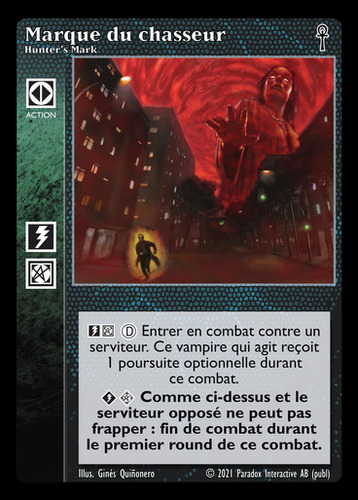 Marque du chasseur
Hunter's Mark
ACTION
D Entrer en combat contre un
serviteur. Ce vampire qui agit reçoit
1 poursuite optionnelle durant
ce combat.
Comme ci-dessus et le
serviteur opposé ne peut pas
frapper : fin de combat durant
le premier round de ce combat.
Illus. Ginés Quiñonero © 2021 Paradox Interactive AB (publ)